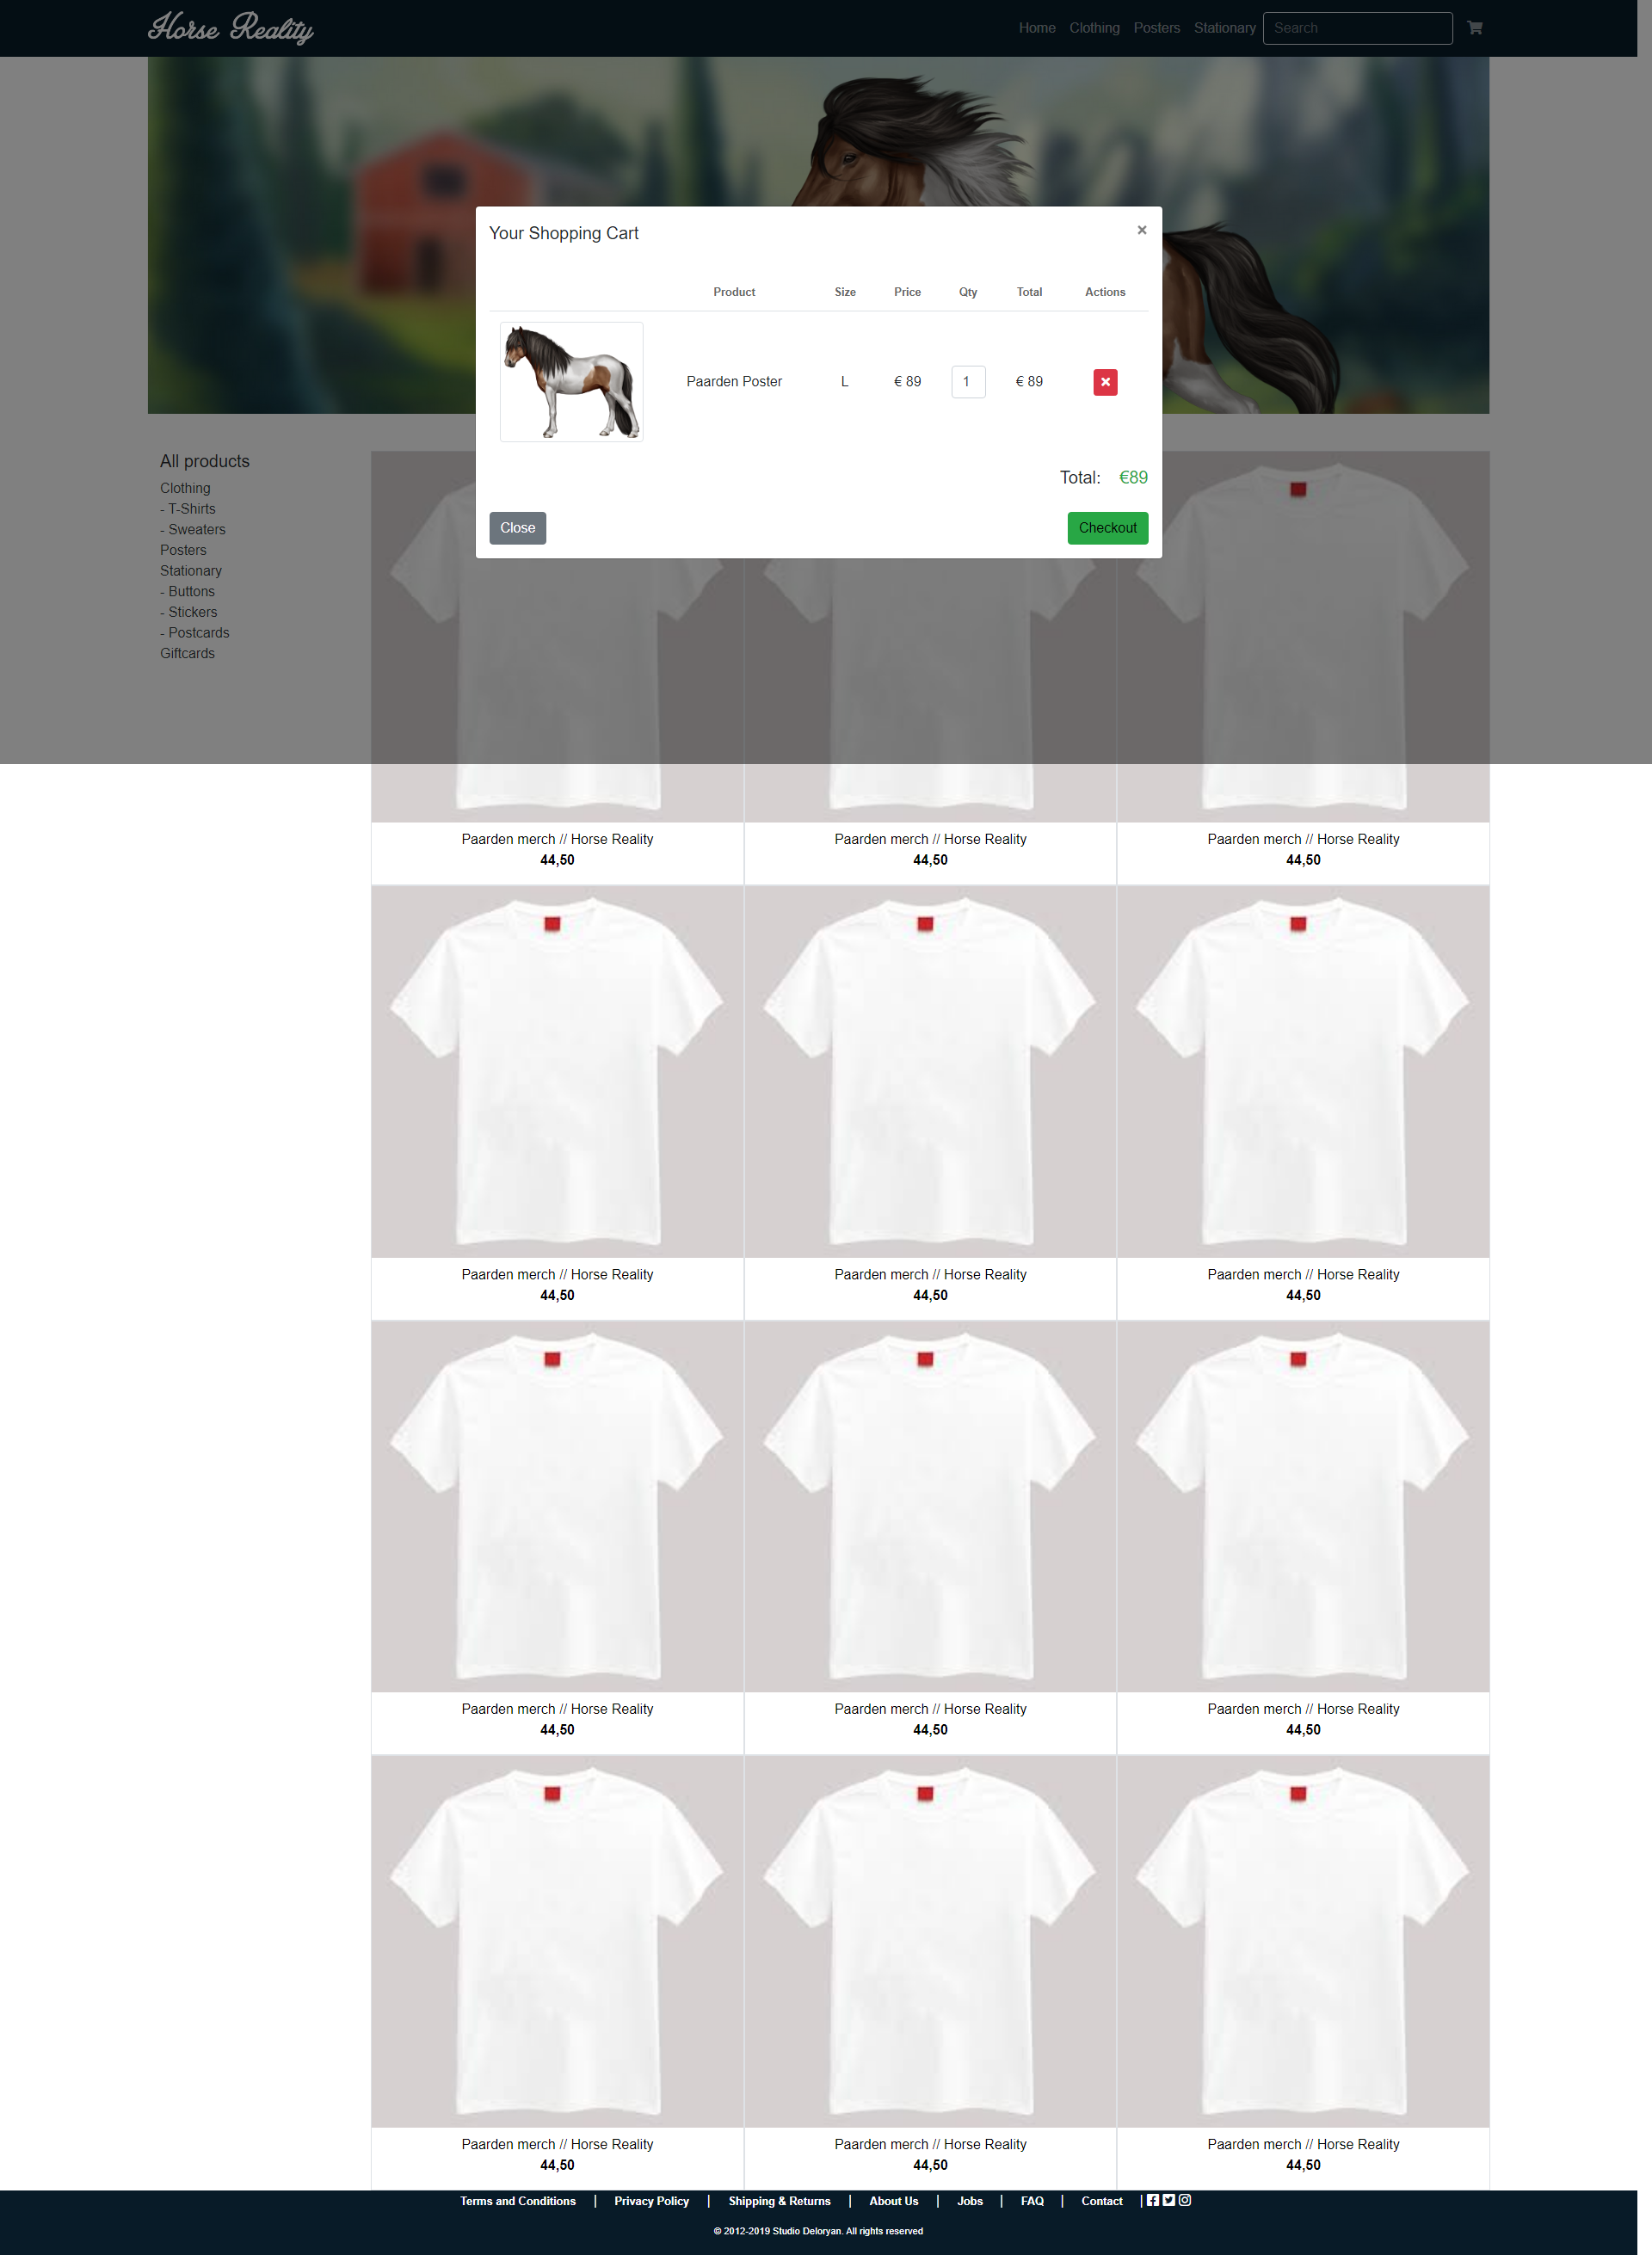 Horse Reality
Home Clothing Posters Stationary Search
Your Shopping Cart ×
Product Size Price Qty Total Actions
Paarden Poster L € 89 1 € 89
Total: €89
Close Checkout
All products
Clothing
- T-Shirts
- Sweaters
Posters
Stationary
- Buttons
- Stickers
- Postcards
Giftcards
Paarden merch // Horse Reality Paarden merch // Horse Reality Paarden merch // Horse Reality
44,50 44,50 44,50
Paarden merch // Horse Reality Paarden merch // Horse Reality Paarden merch // Horse Reality
44,50 44,50 44,50
Paarden merch // Horse Reality Paarden merch // Horse Reality Paarden merch // Horse Reality
44,50 44,50 44,50
Paarden merch // Horse Reality Paarden merch // Horse Reality Paarden merch // Horse Reality
44,50 44,50 44,50
Terms and Conditions | Privacy Policy | Shipping & Returns | About Us | Jobs | FAQ | Contact |
© 2012-2019 Studio Deloryan. All rights reserved